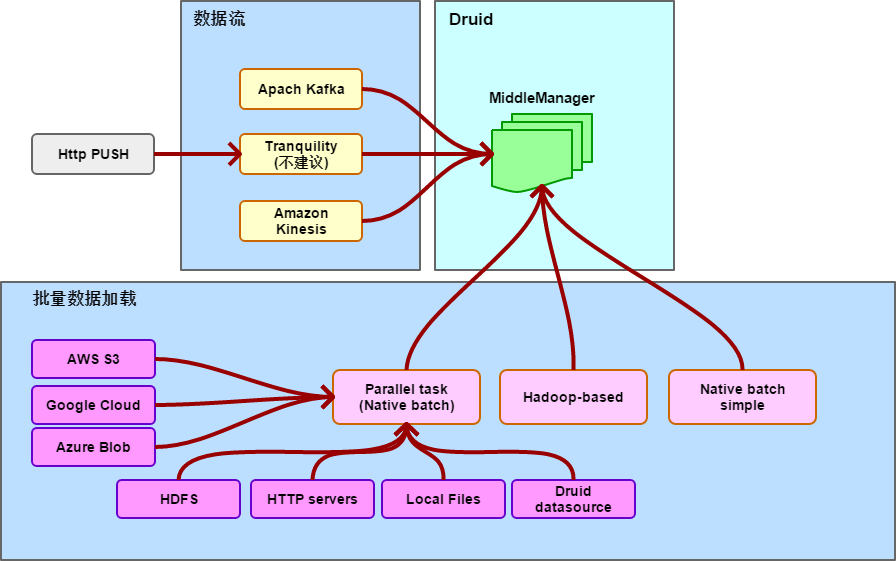 数据流
Druid
Apach Kafka
MiddleManager
Http PUSH
Tranquility
(不建议)
Amazon
Kinesis
批量数据加载
AWS S3
Google Cloud
Azure Blob
Parallel task
(Native batch)
Hadoop-based
Native batch
simple
HDFS
HTTP servers
Local Files
Druid
datasource